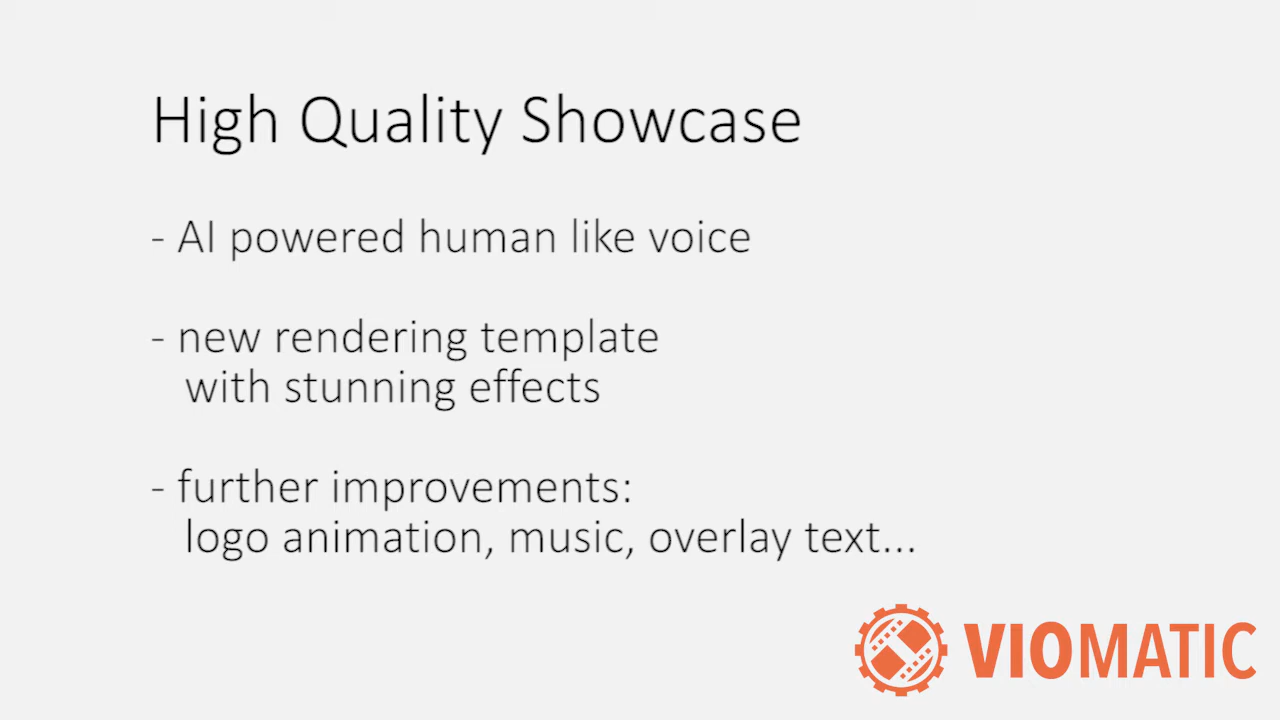 High Quality Showcase
- AI powered human like voice
- new rendering template
with stunning effects
- further improvements:
logo animation, music, overlay text...
VIOMATIC